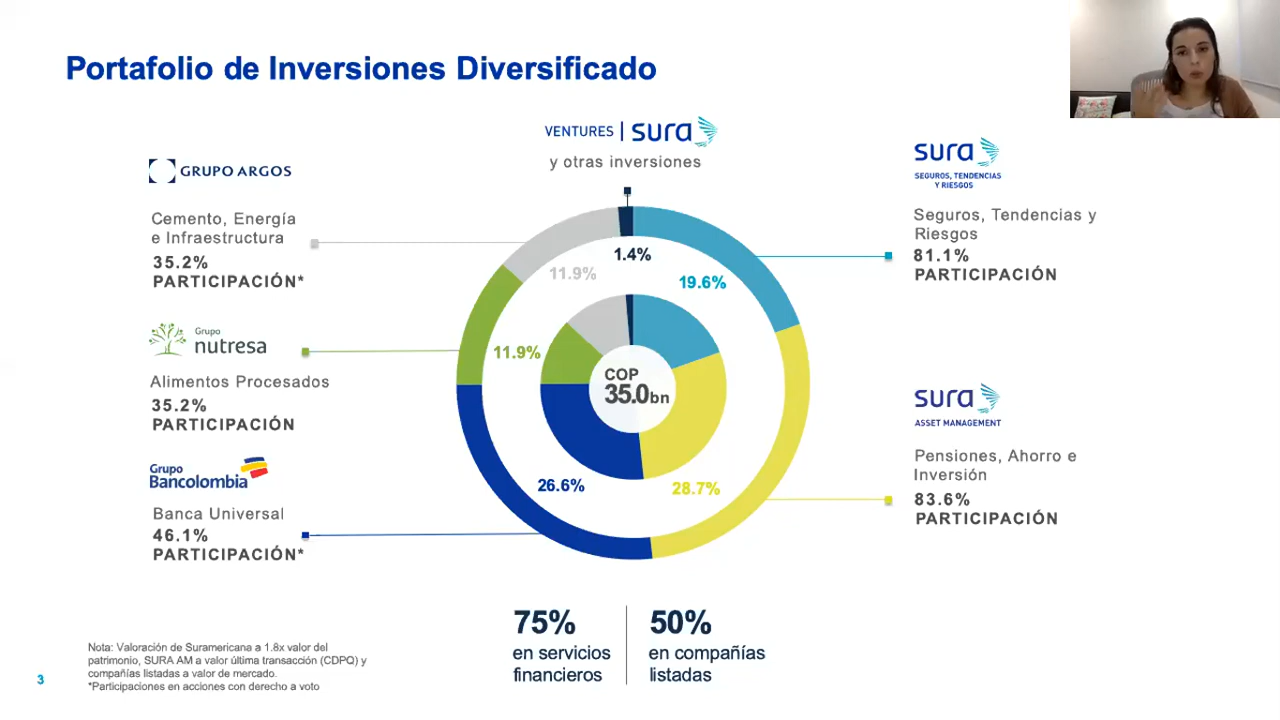 Portafolio de Inversiones Diversificado
VENTURES | sura
y otras inversiones
GRUPO ARGOS
Cemento, Energía
e Infraestructura
35.2%
PARTICIPACIÓN*
Grupo
nutresa
Alimentos Procesados
35.2%
PARTICIPACIÓN
Grupo
Bancolombia
Banca Universal
46.1%
PARTICIPACIÓN*
1.4%
11.9%
19.6%
11.9%
COP
35.0bn
26.6%
28.7%
sura
SEGUROS, TENDENCIAS
Y RIESGOS
Seguros, Tendencias y
Riesgos
81.1%
PARTICIPACIÓN
sura
ASSET MANAGEMENT
Pensiones, Ahorro e
Inversión
83.6%
PARTICIPACIÓN
75%
en servicios
financieros
50%
en compañías
listadas
Nota: Valoración de Suramericana a 1.8x valor del
patrimonio, SURA AM a valor última transacción (CDPQ) y
compañías listadas a valor de mercado.
*Participaciones en acciones con derecho a voto
3